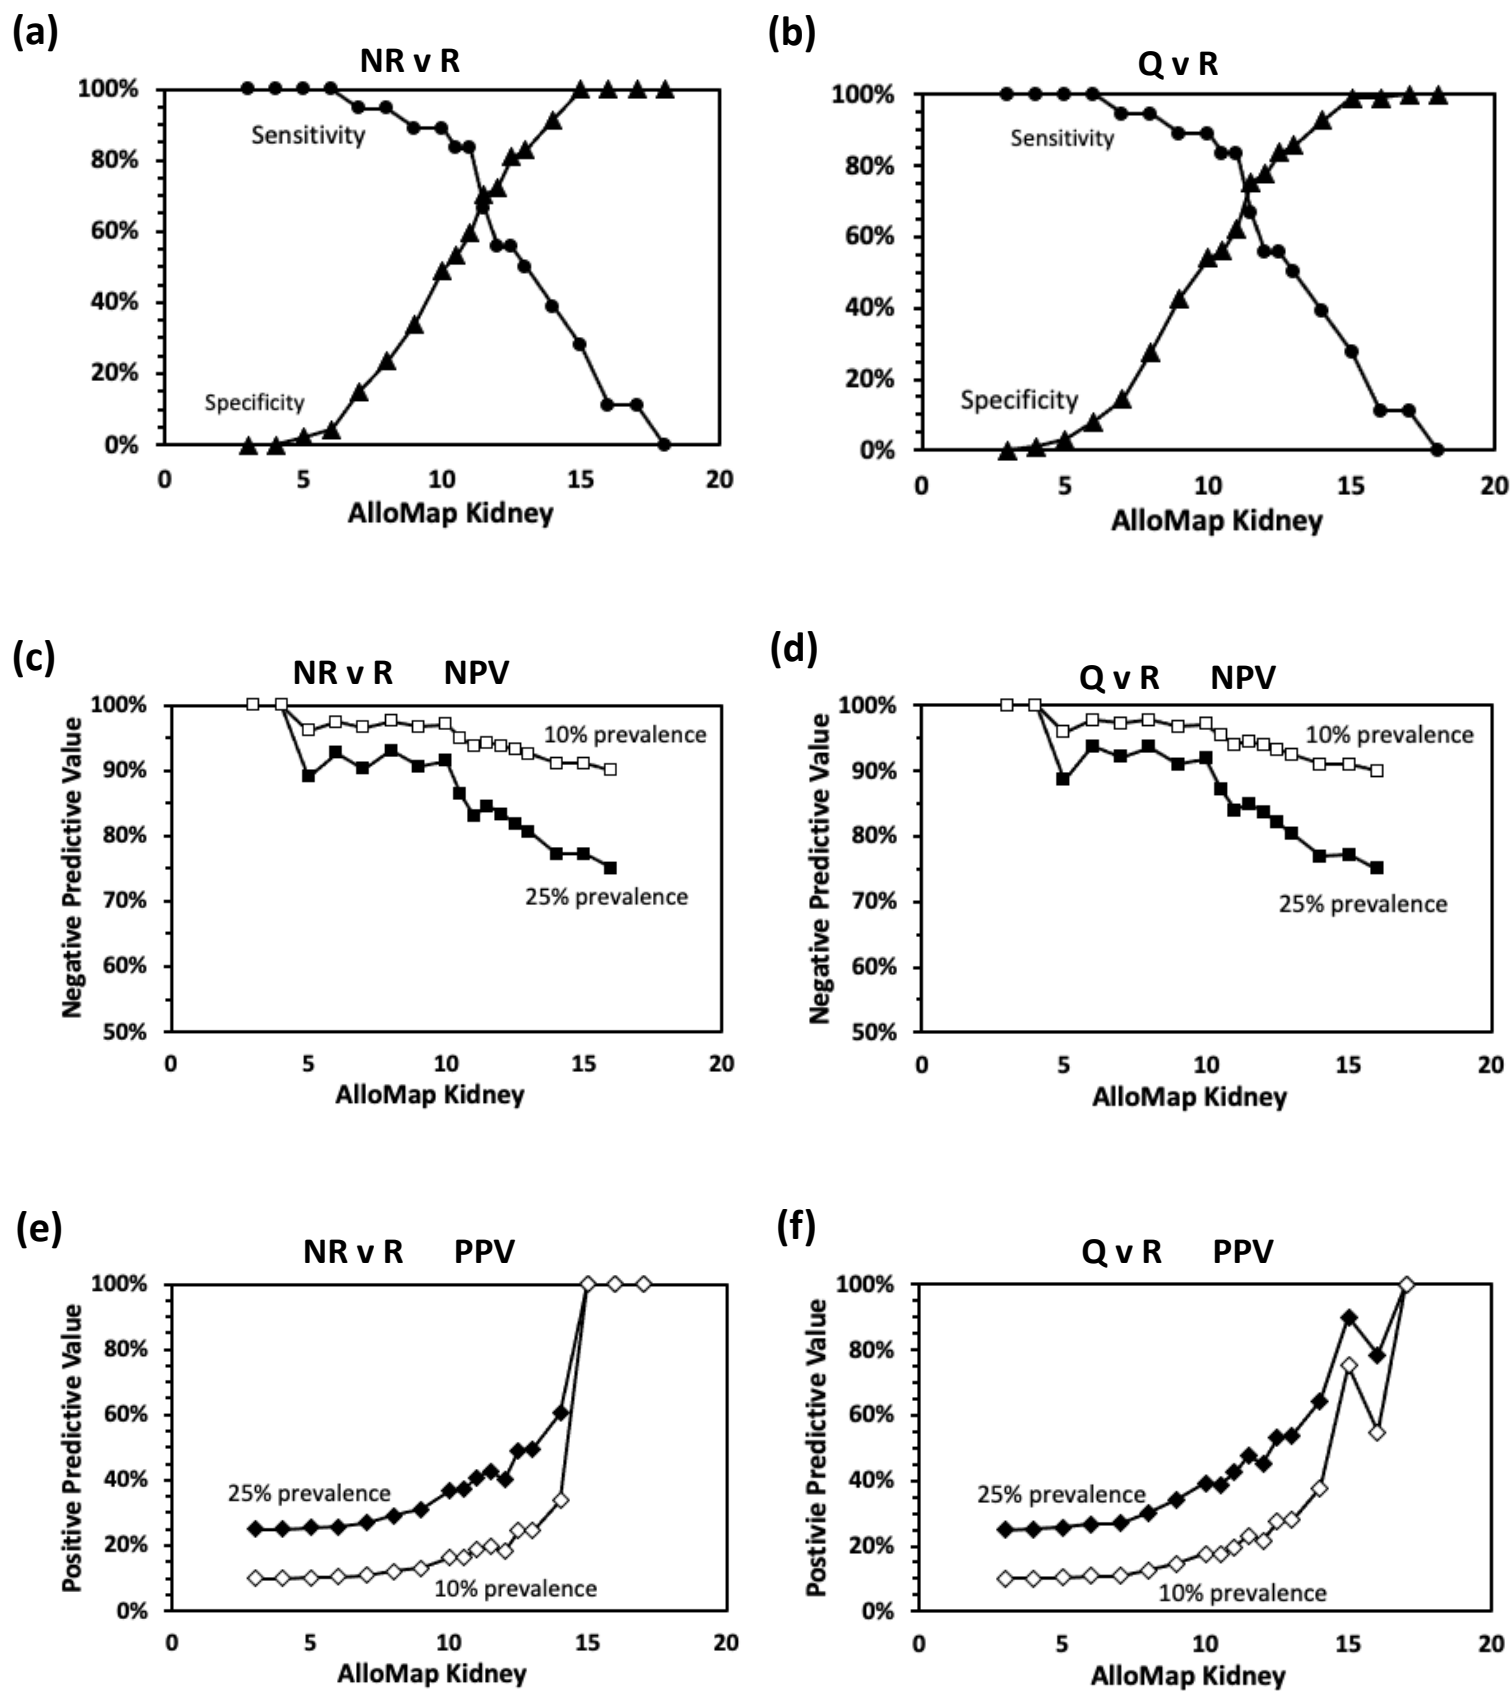 (a)
NR v R
100%
80%
60%
40%
20%
0%
Sensitivity
Specificity
0 5 10 15 20
AlloMap Kidney
(b)
Q v R
100%
80%
60%
40%
20%
0%
Sensitivity
Specificity
0 5 10 15 20
AlloMap Kidney
(c)
NR v R NPV
Negative Predictive Value
100%
90%
80%
70%
60%
50%
10% prevalence
25% prevalence
0 5 10 15 20
AlloMap Kidney
(d)
Q v R NPV
Negative Predictive Value
100%
90%
80%
70%
60%
50%
10% prevalence
25% prevalence
0 5 10 15 20
AlloMap Kidney
(e)
NR v R PPV
Positive Predictive Value
100%
80%
60%
40%
20%
0%
25% prevalence
10% prevalence
0 5 10 15 20
AlloMap Kidney
(f)
Q v R PPV
Postivie Predictive Value
100%
80%
60%
40%
20%
0%
25% prevalence
10% prevalence
0 5 10 15 20
AlloMap Kidney